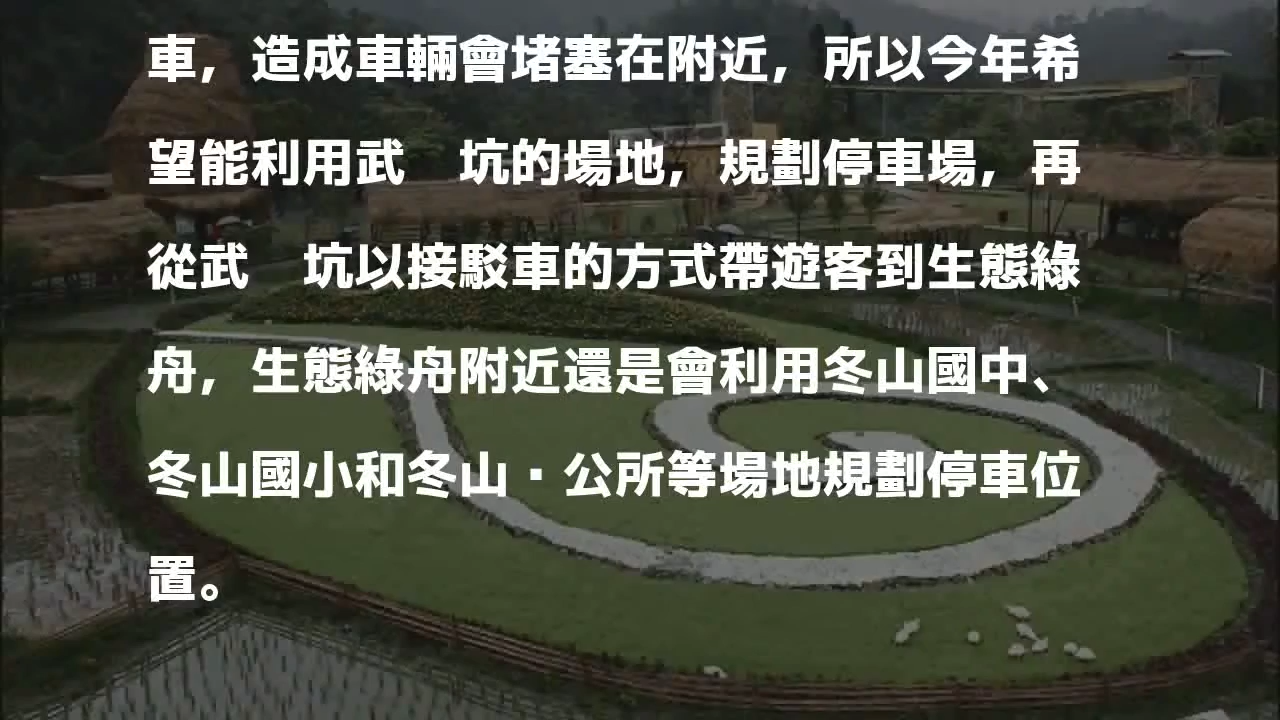 車，造成車輛會堵塞在附近，所以今年希
望能利用武　坑的場地，規劃停車場，再
從武　坑以接駁車的方式帶遊客到生態綠
舟，生態綠舟附近還是會利用冬山國中、
冬山國小和冬山▪公所等場地規劃停車位
置。